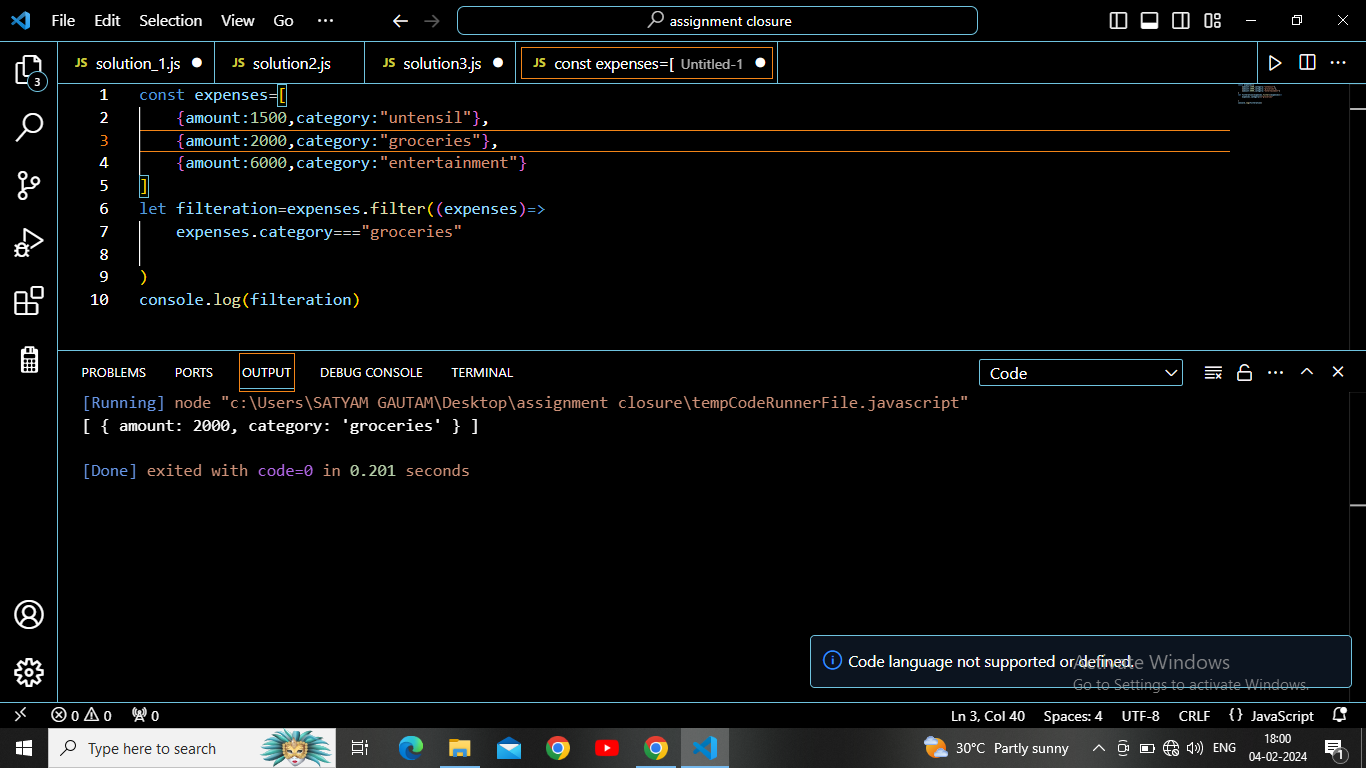 File Edit Selection View Go ··· assignment closure
JS solution_1.js JS solution2.js JS solution3.js JS const expenses=[ Untitled-1
3
1 const expenses=[
2 {amount:1500,category:"untensil"},
3 {amount:2000,category:"groceries"},
4 {amount:6000,category:"entertainment"}
5 ]
6 let filteration=expenses.filter((expenses)=>
7 expenses.category==="groceries"
8
9 )
10 console.log(filteration)
PROBLEMS PORTS OUTPUT DEBUG CONSOLE TERMINAL Code
[Running] node "c:\Users\SATYAM GAUTAM\Desktop\assignment closure\tempCodeRunnerFile.javascript"
[ { amount: 2000, category: 'groceries' } ]
[Done] exited with code=0 in 0.201 seconds
Code language not supported or defined.
Activate Windows
Go to Settings to activate Windows.
0 0 0 Ln 3, Col 40 Spaces: 4 UTF-8 CRLF {} JavaScript
Type here to search 30°C Partly sunny ENG 18:00
04-02-2024 1